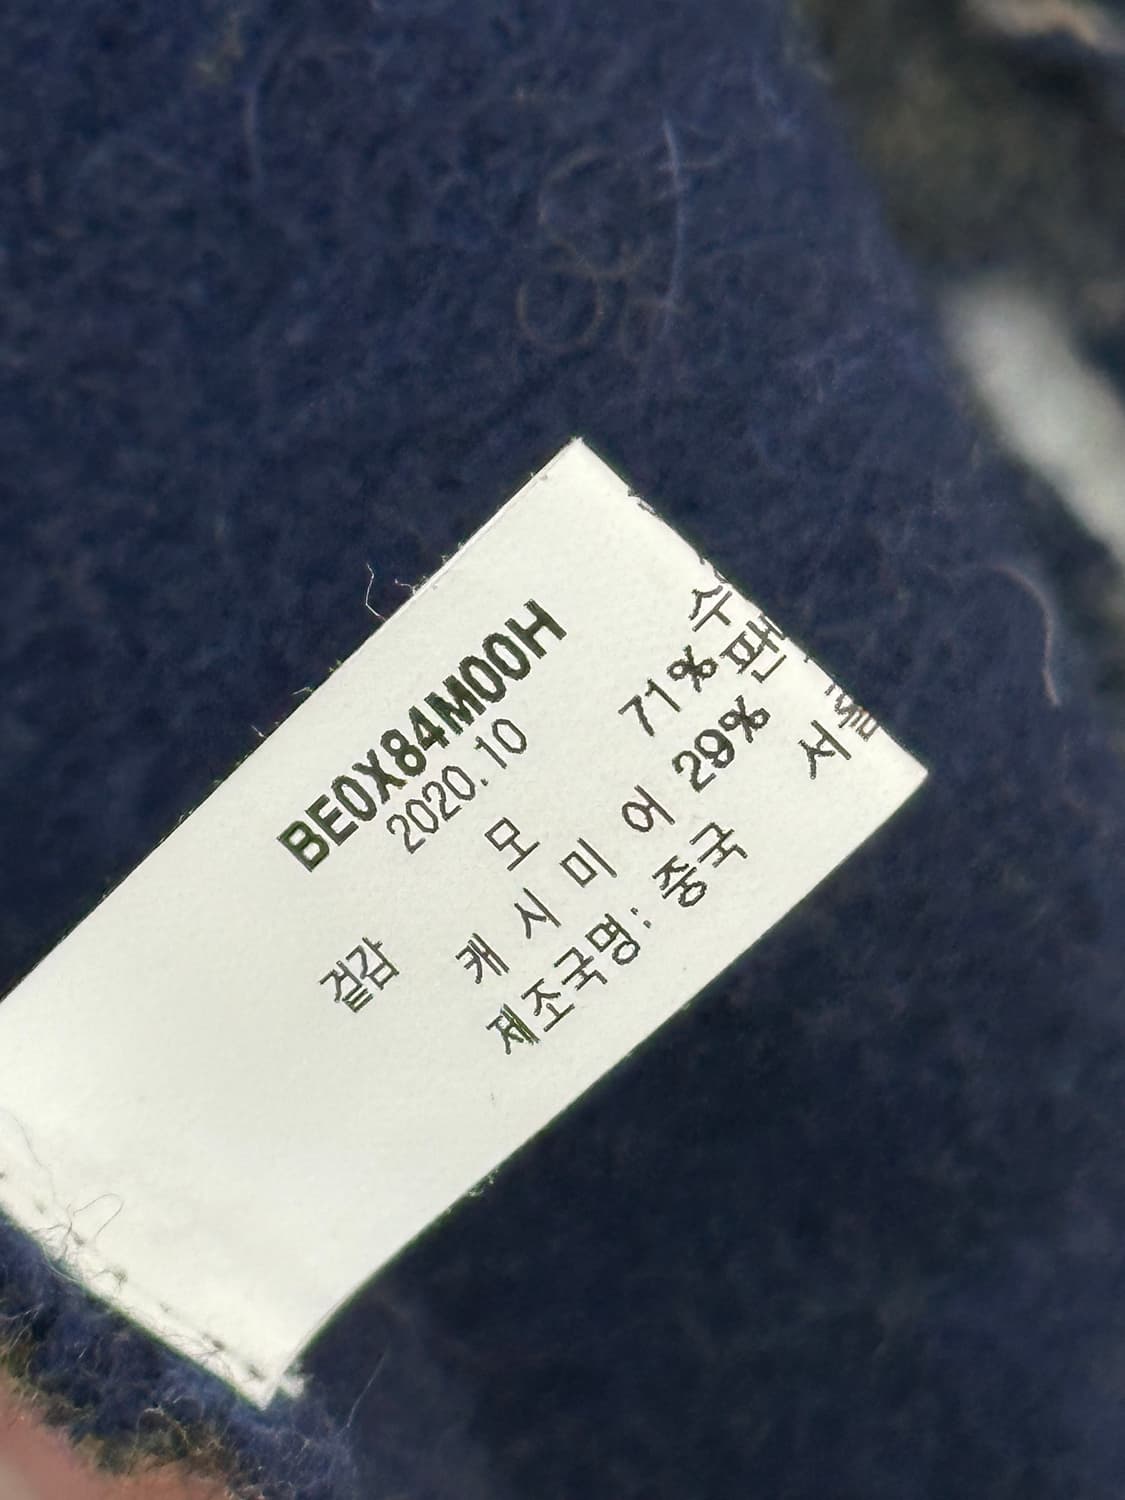 BE0X84M00H
2020.10
겉감 모 71%
캐 시 미 어 29%
제조국명: 중국